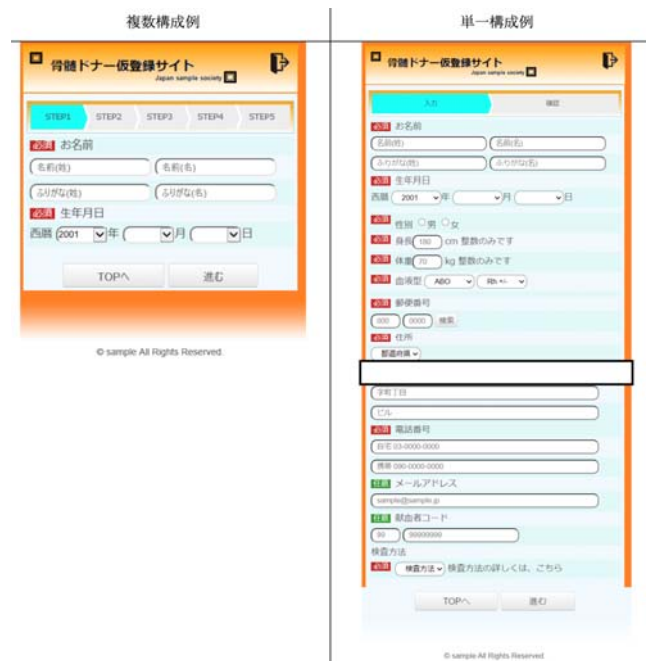 複数構成例
骨髄ドナー仮登録サイト
Japan sample society
STEP1 STEP2 STEP3 STEP4 STEP5
必須 お名前
名前(姓) 名前(名)
ふりがな(姓) ふりがな(名)
必須 生年月日
西暦 2001 年 月 日
TOPへ 進む
© sample All Rights Reserved.
単一構成例
骨髄ドナー仮登録サイト
Japan sample society
入力 確認
必須 お名前
名前(姓) 名前(名)
ふりがな(姓) ふりがな(名)
必須 生年月日
西暦 2001 年 月 日
必須 性別 男 女
必須 身長 160 cm 整数のみです
必須 体重 70 kg 整数のみです
必須 血液型 ABO Rh +/-
必須 郵便番号
000 0000 検索
必須 住所
都道府県
字町丁目
ビル
必須 電話番号
自宅 03-0000-0000
携帯 090-0000-0000
任意 メールアドレス
sample@sample.jp
任意 献血者コード
99 99999999
検査方法
必須 検査方法 検査方法の詳しくは、こちら
TOPへ 進む
© sample All Rights Reserved.